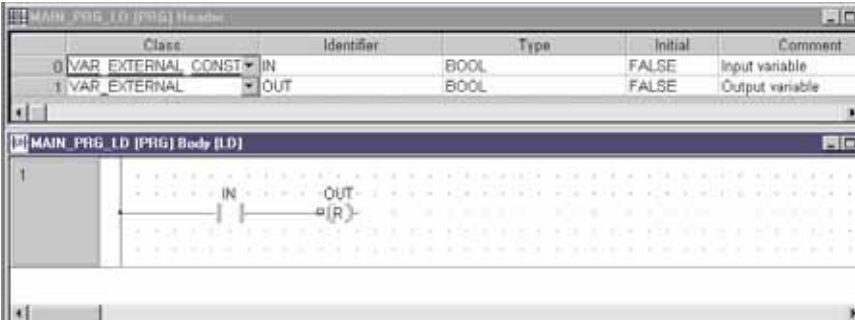 MAIN_PRG_LD [PRG] Header
Class Identifier Type Initial Comment
0 VAR_EXTERNAL_CONST IN BOOL FALSE Input variable
1 VAR_EXTERNAL OUT BOOL FALSE Output variable
MAIN_PRG_LD [PRG] Body [LD]
1
IN OUT
R